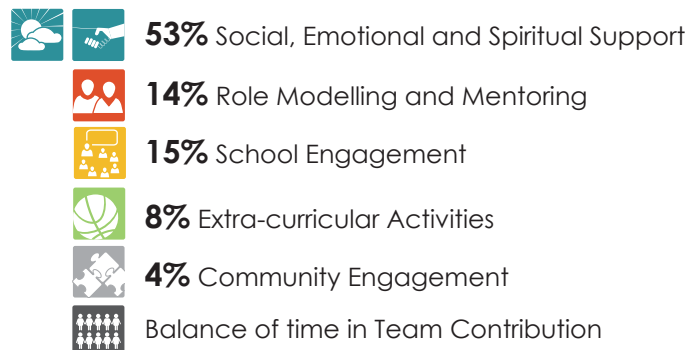 53% Social, Emotional and Spiritual Support
14% Role Modelling and Mentoring
15% School Engagement
8% Extra-curricular Activities
4% Community Engagement
Balance of time in Team Contribution